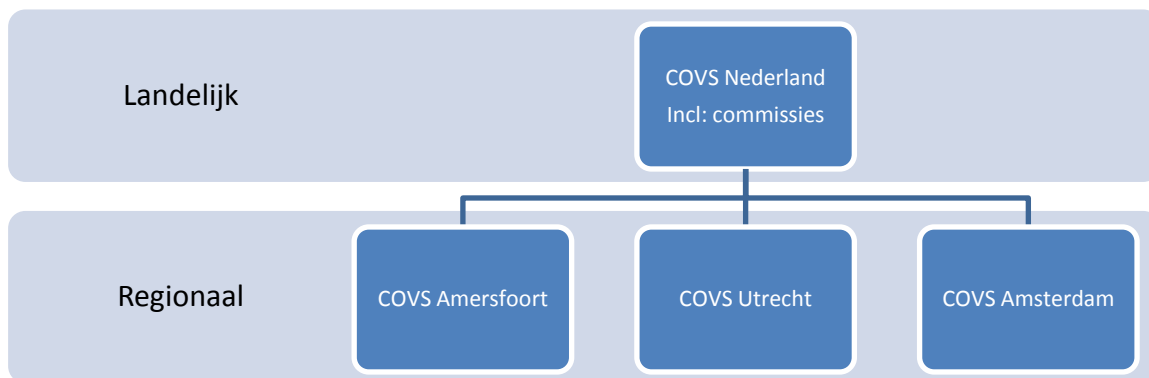 Landelijk
COVS Nederland
Incl: commissies
Regionaal
COVS Amersfoort
COVS Utrecht
COVS Amsterdam